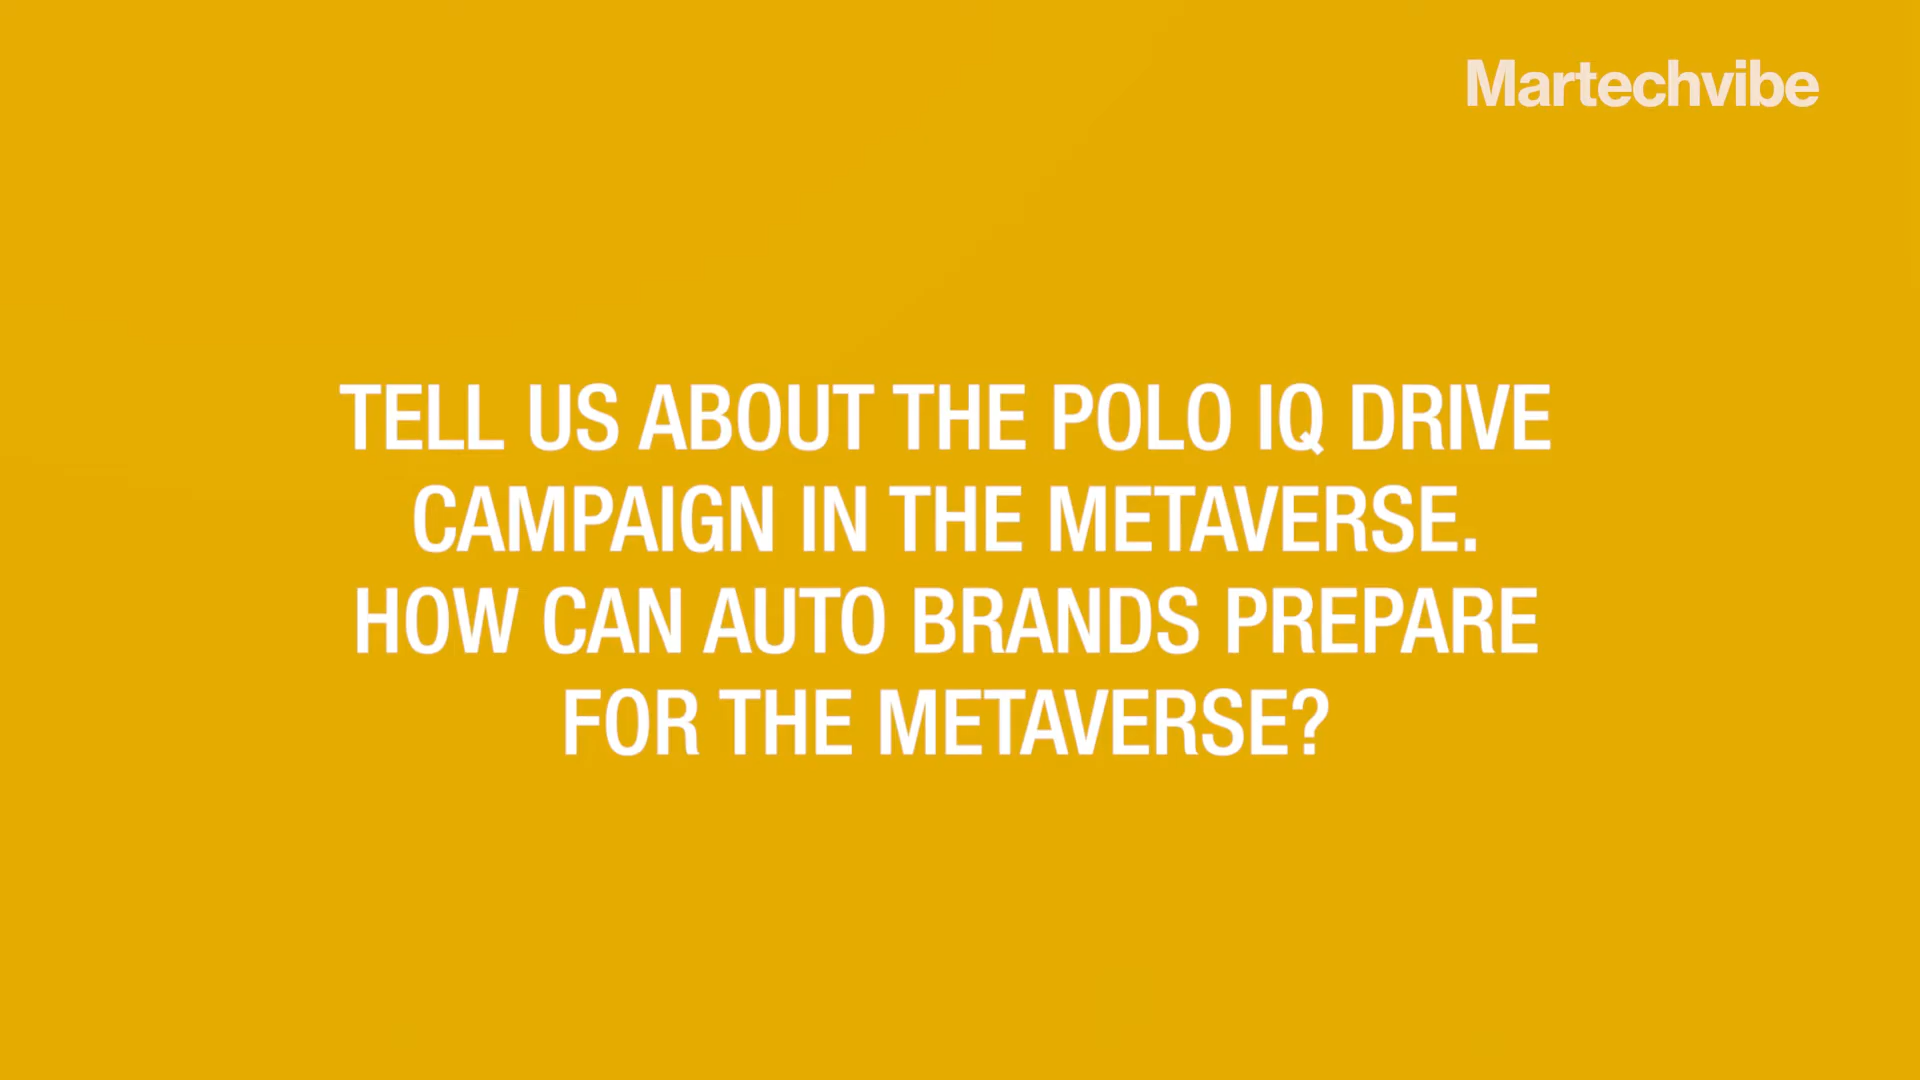 Martechvibe
TELL US ABOUT THE POLO IQ DRIVE
CAMPAIGN IN THE METAVERSE.
HOW CAN AUTO BRANDS PREPARE
FOR THE METAVERSE?